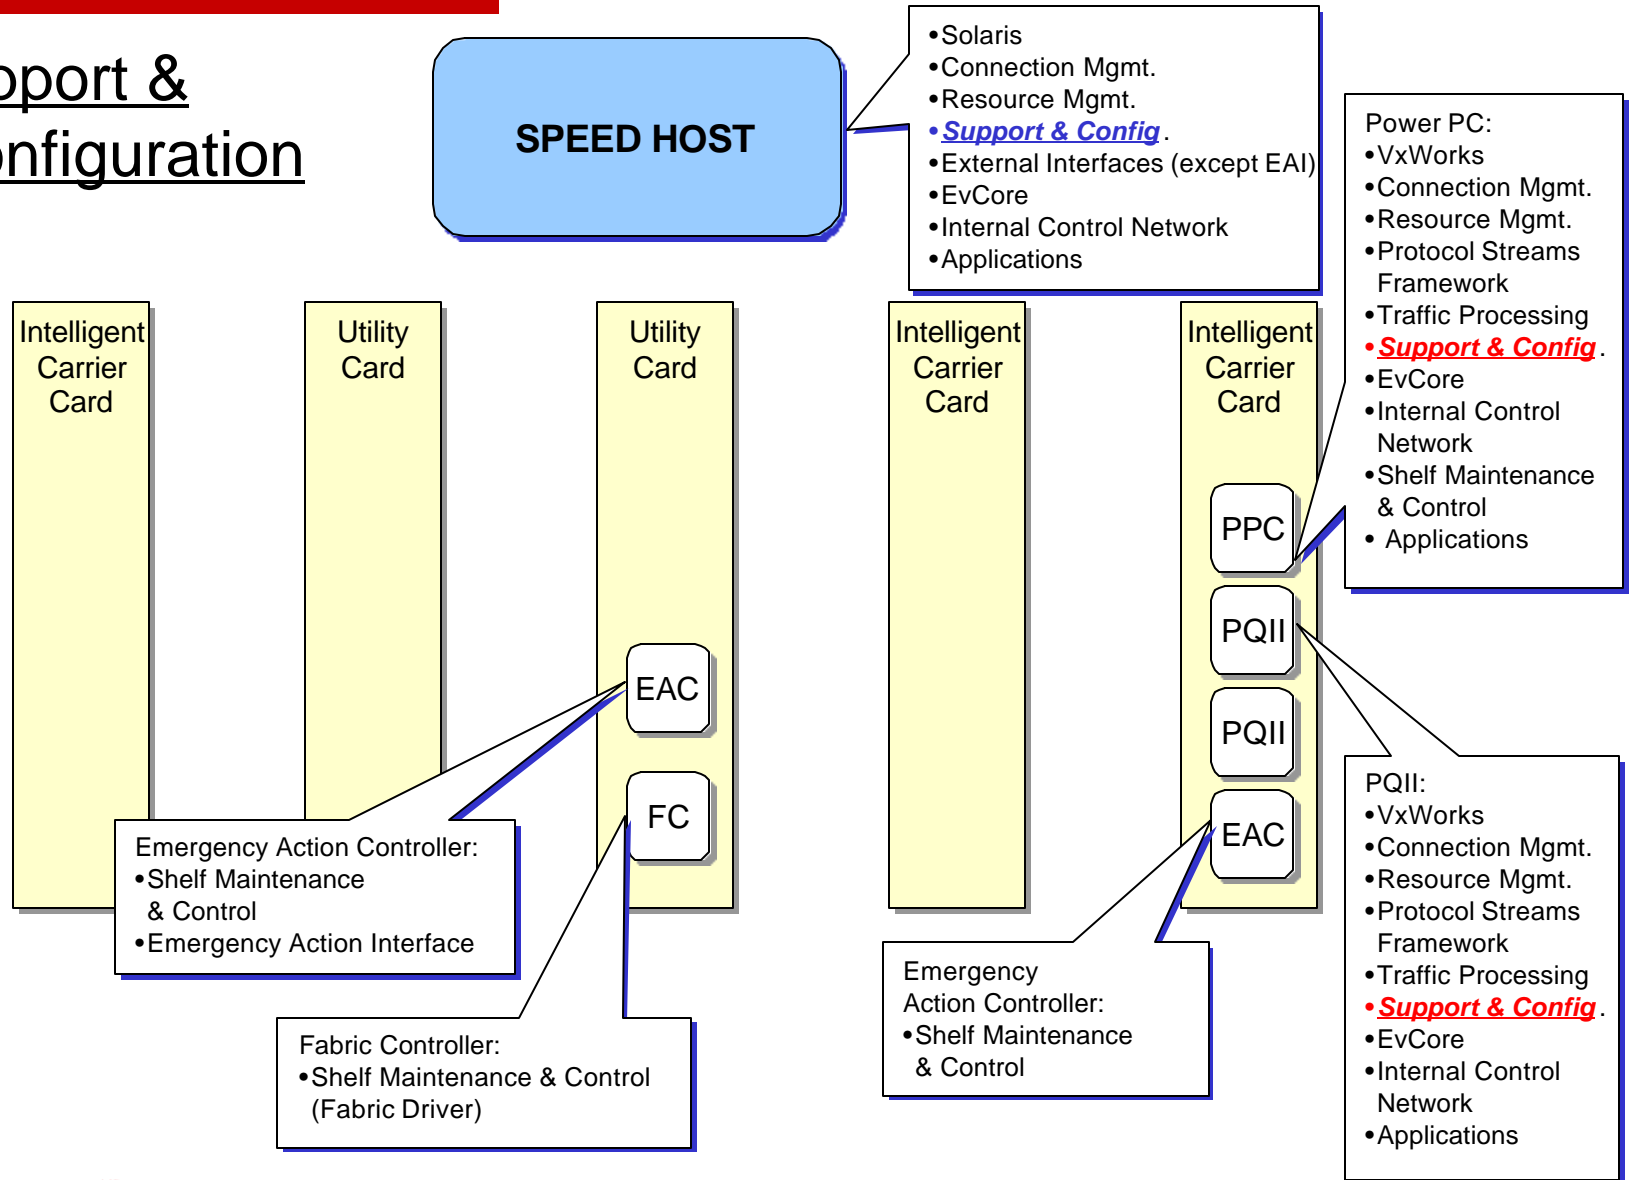 pport &
onfiguration
SPEED HOST
•Solaris
•Connection Mgmt.
•Resource Mgmt.
•Support & Config.
•External Interfaces (except EAI)
•EvCore
•Internal Control Network
•Applications
Power PC:
•VxWorks
•Connection Mgmt.
•Resource Mgmt.
•Protocol Streams
Framework
•Traffic Processing
•Support & Config.
•EvCore
•Internal Control
Network
•Shelf Maintenance
& Control
• Applications
Intelligent
Carrier
Card
Utility
Card
Utility
Card
Intelligent
Carrier
Card
Intelligent
Carrier
Card
PPC
PQII
PQII
EAC
EAC
FC
Emergency Action Controller:
•Shelf Maintenance
& Control
•Emergency Action Interface
Fabric Controller:
•Shelf Maintenance & Control
(Fabric Driver)
Emergency
Action Controller:
•Shelf Maintenance
& Control
PQII:
•VxWorks
•Connection Mgmt.
•Resource Mgmt.
•Protocol Streams
Framework
•Traffic Processing
•Support & Config.
•EvCore
•Internal Control
Network
•Applications